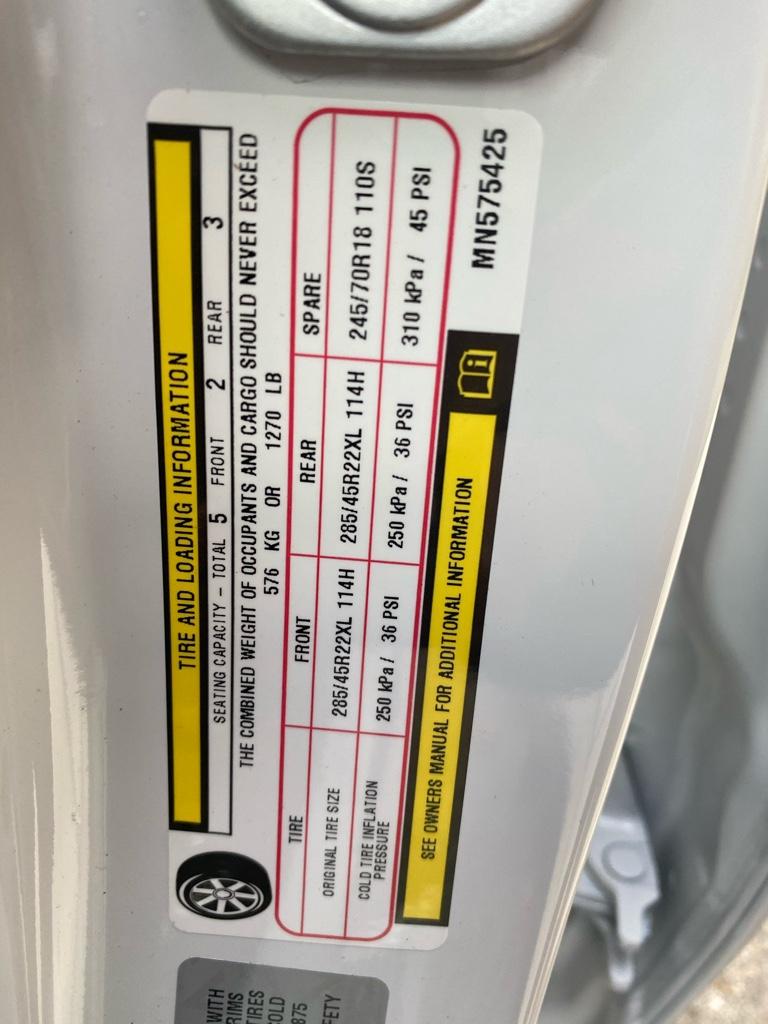 TIRE AND LOADING INFORMATION
SEATING CAPACITY – TOTAL 5 FRONT 2 REAR 3
THE COMBINED WEIGHT OF OCCUPANTS AND CARGO SHOULD NEVER EXCEED
576 KG OR 1270 LB
TIRE FRONT REAR SPARE
ORIGINAL TIRE SIZE 285/45R22XL 114H 285/45R22XL 114H 245/70R18 110S
COLD TIRE INFLATION PRESSURE 250 kPa / 36 PSI 250 kPa / 36 PSI 310 kPa / 45 PSI
SEE OWNERS MANUAL FOR ADDITIONAL INFORMATION
MN575425
WITH
RIMS
TIRES
COLD
875
FETY